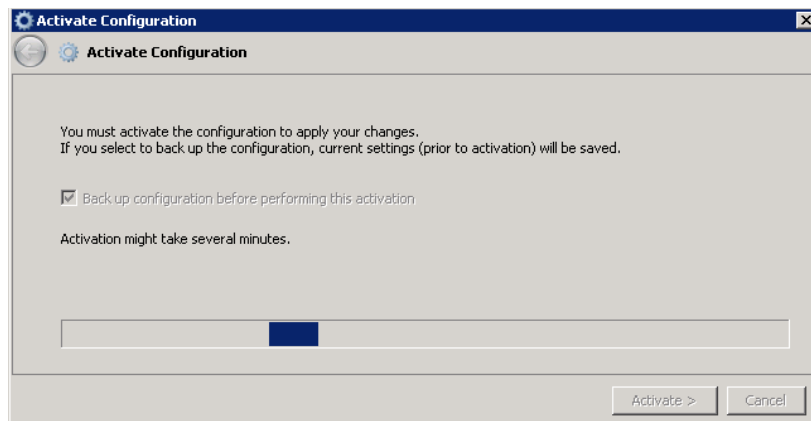 Activate Configuration
Activate Configuration
You must activate the configuration to apply your changes.
If you select to back up the configuration, current settings (prior to activation) will be saved.
Back up configuration before performing this activation
Activation might take several minutes.
Activate >
Cancel